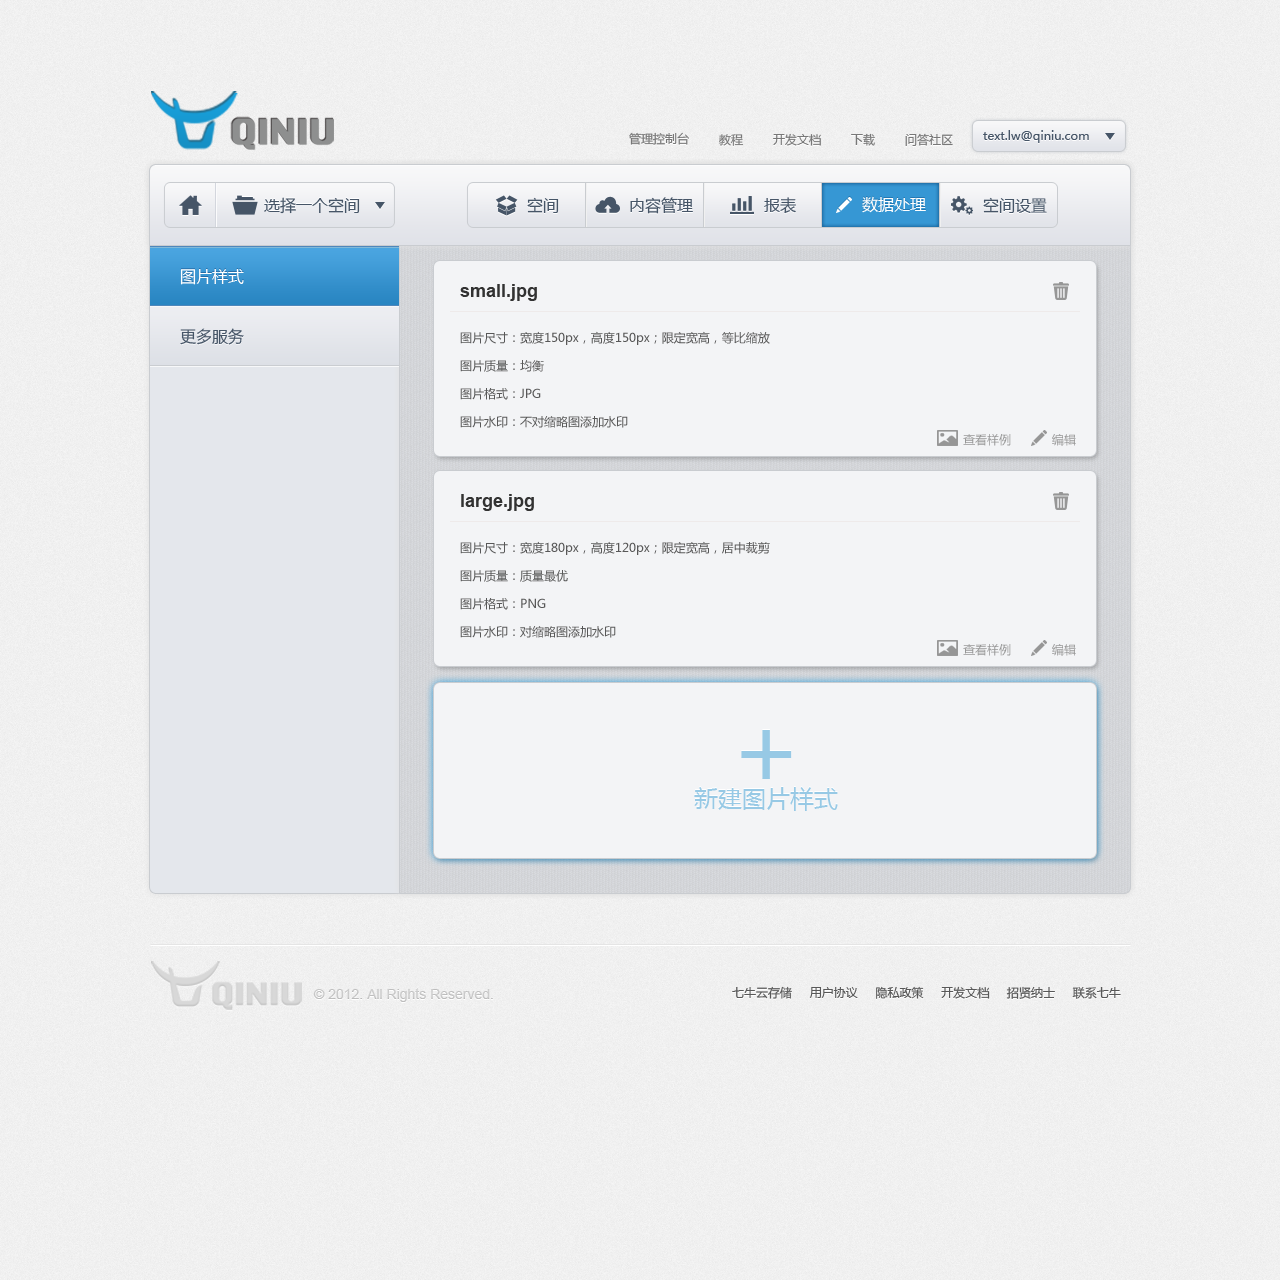 QINIU
管理控制台 教程 开发文档 下载 问答社区 text.lw@qiniu.com
选择一个空间 空间 内容管理 报表 数据处理 空间设置
图片样式
更多服务
small.jpg
图片尺寸：宽度150px，高度150px；限定宽高，等比缩放
图片质量：均衡
图片格式：JPG
图片水印：不对缩略图添加水印
查看样例 编辑
large.jpg
图片尺寸：宽度180px，高度120px；限定宽高，居中裁剪
图片质量：质量最优
图片格式：PNG
图片水印：对缩略图添加水印
查看样例 编辑
新建图片样式
QINIU © 2012. All Rights Reserved. 七牛云存储 用户协议 隐私政策 开发文档 招贤纳士 联系七牛